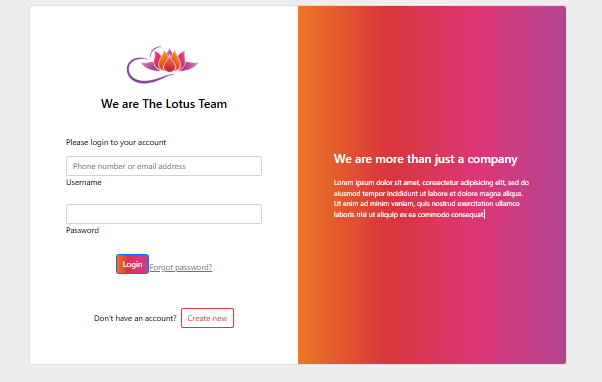 We are The Lotus Team
Please login to your account
Phone number or email address
Username
Password
Login Forgot password?
Don't have an account? Create new
We are more than just a company
Lorem ipsum dolor sit amet, consectetur adipisicing elit, sed do
eiusmod tempor incididunt ut labore et dolore magna aliqua.
Ut enim ad minim veniam, quis nostrud exercitation ullamco
laboris nisi ut aliquip ex ea commodo consequat